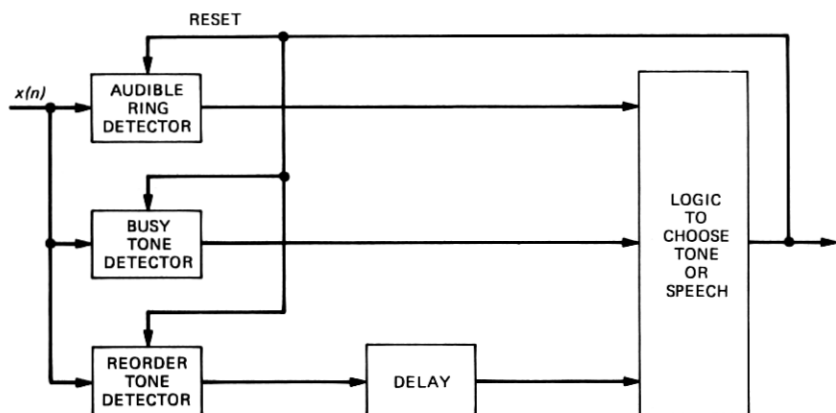 RESET
x(n)
AUDIBLE
RING
DETECTOR
BUSY
TONE
DETECTOR
REORDER
TONE
DETECTOR
DELAY
LOGIC
TO
CHOOSE
TONE
OR
SPEECH